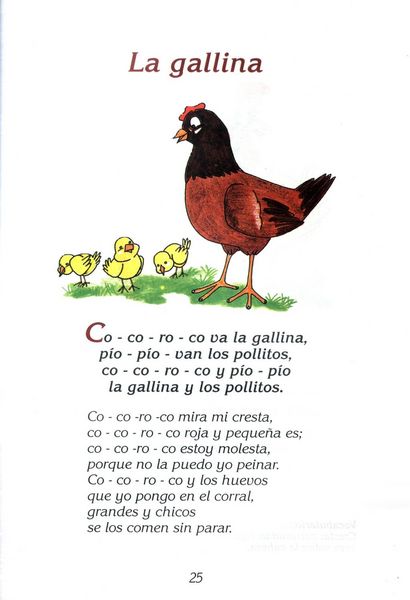 La gallina
Co - co - ro - co va la gallina,
pío - pío - van los pollitos,
co - co - ro - co y pío - pío
la gallina y los pollitos.
Co - co -ro -co mira mi cresta,
co - co - ro - co roja y pequeña es;
co - co -ro -co estoy molesta,
porque no la puedo yo peinar.
Co - co - ro - co y los huevos
que yo pongo en el corral,
grandes y chicos
se los comen sin parar.
25